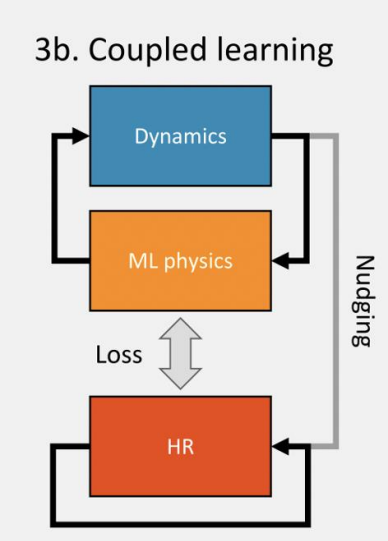 3b. Coupled learning
Dynamics
ML physics
Nudging
Loss
HR